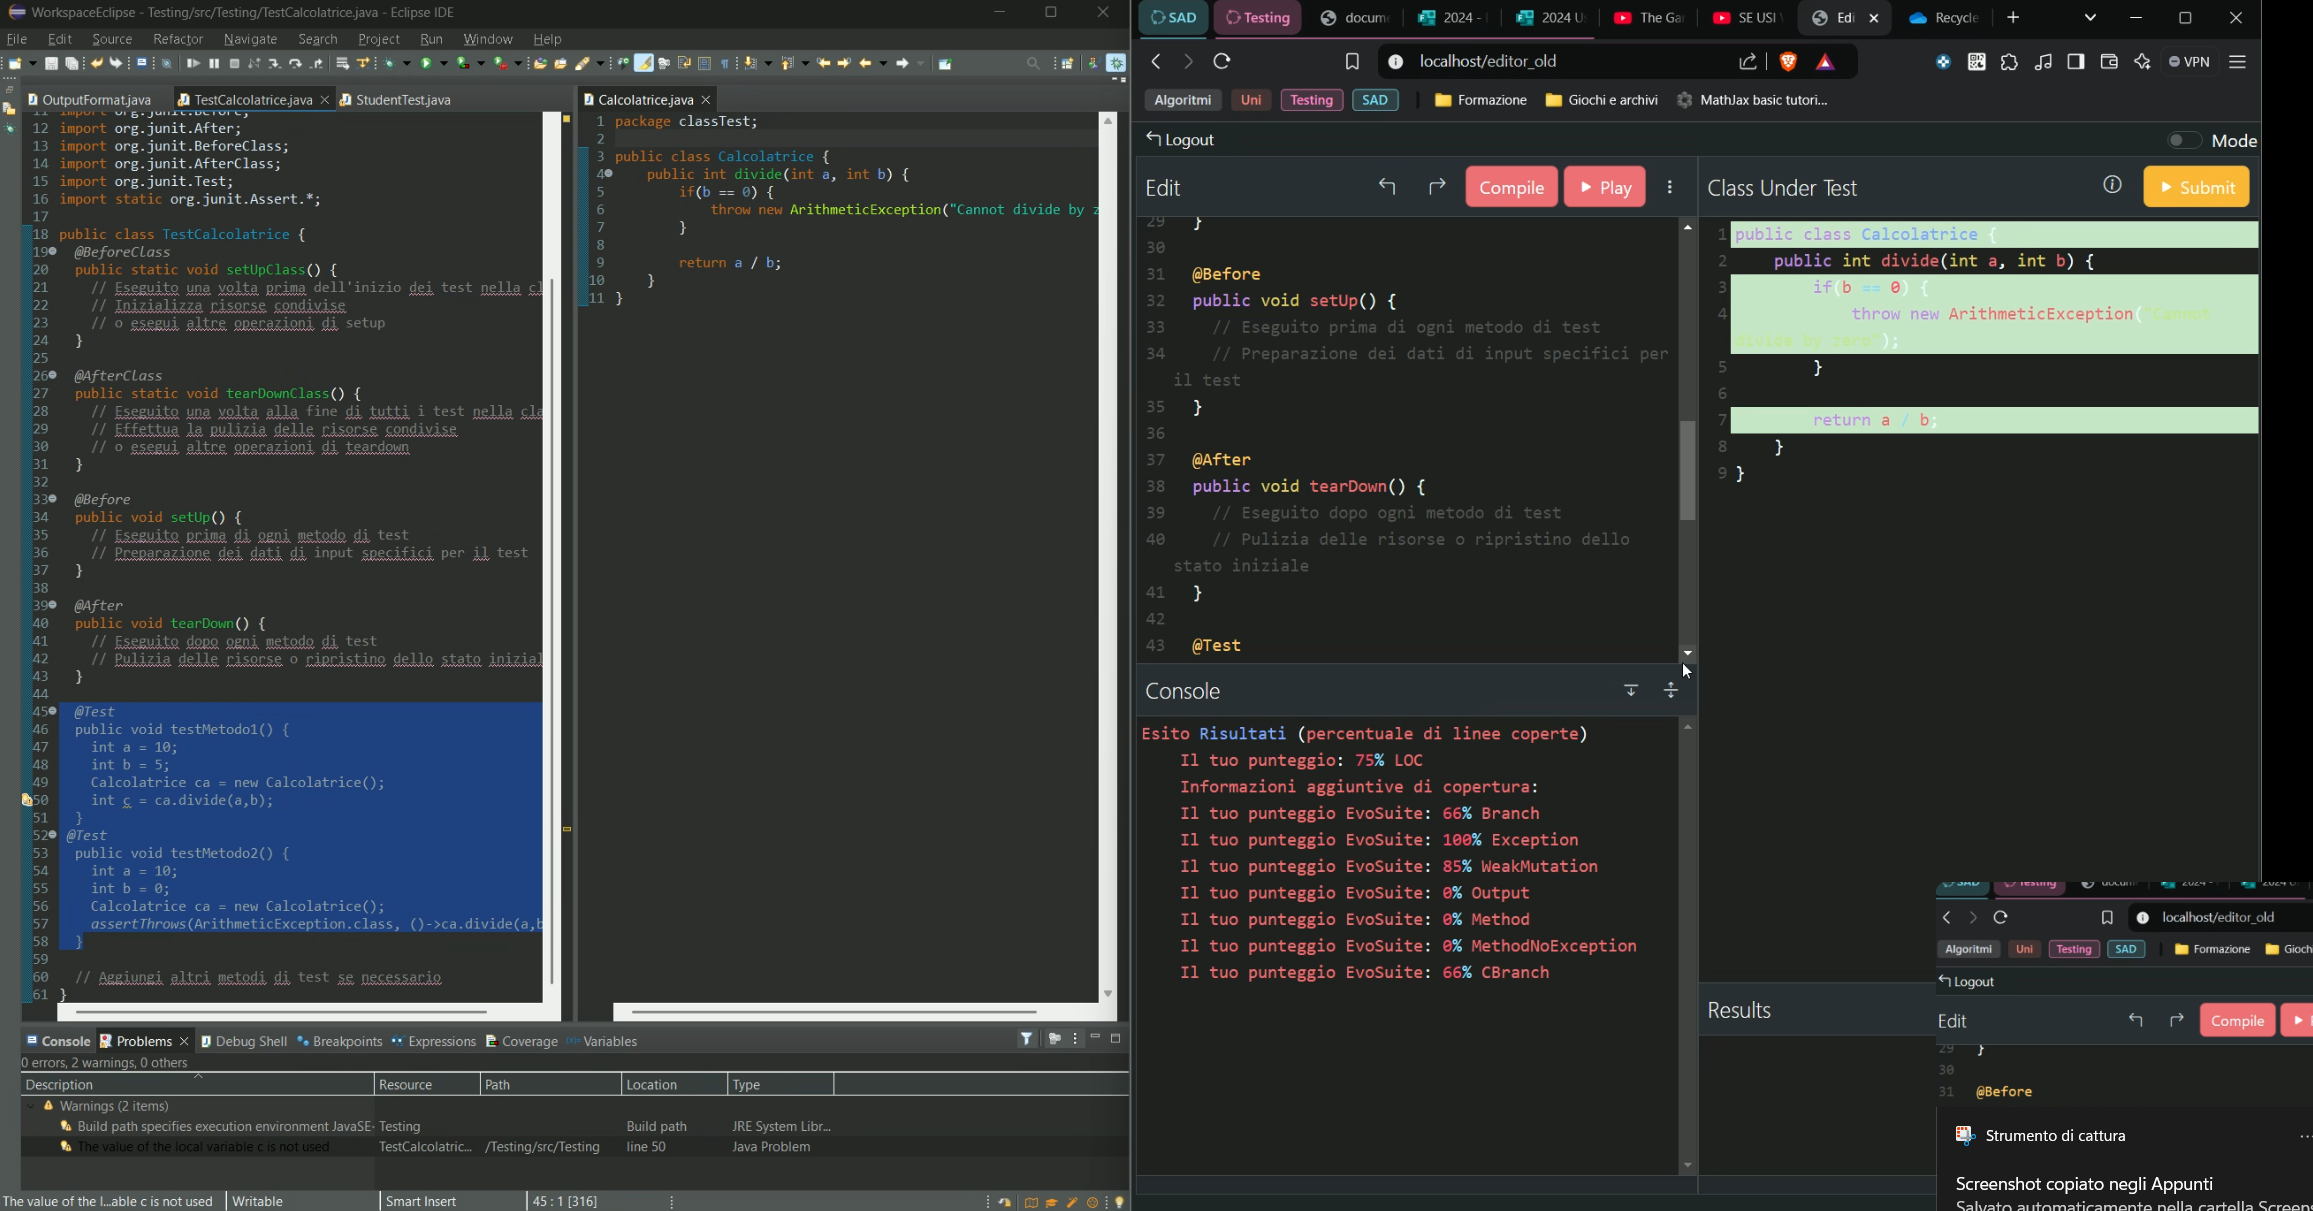 WorkspaceEclipse - Testing/src/Testing/TestCalcolatrice.java - Eclipse IDE
File Edit Source Refactor Navigate Search Project Run Window Help
OutputFormat.java TestCalcolatrice.java StudentTest.java
12 import org.junit.After;
13 import org.junit.BeforeClass;
14 import org.junit.AfterClass;
15 import org.junit.Test;
16 import static org.junit.Assert.*;
17
18 public class TestCalcolatrice {
19 @BeforeClass
20 public static void setUpClass() {
21 // Eseguito una volta prima dell'inizio dei test nella cl
22 // Inizializza risorse condivise
23 // o esegui altre operazioni di setup
24 }
25
26 @AfterClass
27 public static void tearDownClass() {
28 // Eseguito una volta alla fine di tutti i test nella cla
29 // Effettua la pulizia delle risorse condivise
30 // o esegui altre operazioni di teardown
31 }
32
33 @Before
34 public void setUp() {
35 // Eseguito prima di ogni metodo di test
36 // Preparazione dei dati di input specifici per il test
37 }
38
39 @After
40 public void tearDown() {
41 // Eseguito dopo ogni metodo di test
42 // Pulizia delle risorse o ripristino dello stato inizial
43 }
44
45 @Test
46 public void testMetodo1() {
47 int a = 10;
48 int b = 5;
49 Calcolatrice ca = new Calcolatrice();
50 int c = ca.divide(a,b);
51 }
52 @Test
53 public void testMetodo2() {
54 int a = 10;
55 int b = 0;
56 Calcolatrice ca = new Calcolatrice();
57 assertThrows(ArithmeticException.class, ()->ca.divide(a,b
58 }
59
60 // Aggiungi altri metodi di test se necessario
61 }
Calcolatrice.java
1 package classTest;
2
3 public class Calcolatrice {
4 public int divide(int a, int b) {
5 if(b == 0) {
6 throw new ArithmeticException("Cannot divide by z
7 }
8
9 return a / b;
10 }
11 }
Console Problems Debug Shell Breakpoints Expressions Coverage Variables
0 errors, 2 warnings, 0 others
Description Resource Path Location Type
Warnings (2 items)
Build path specifies execution environment JavaSE- Testing Build path JRE System Libr...
The value of the local variable c is not used TestCalcolatric... /Testing/src/Testing line 50 Java Problem
The value of the l...able c is not used Writable Smart Insert 45 : 1 [316]
SAD Testing docume 2024 - 2024 U The Ga SE USI Edi Recycle
localhost/editor_old VPN
Algoritmi Uni Testing SAD Formazione Giochi e archivi MathJax basic tutori...
Logout Mode
Edit Compile Play
29 }
30
31 @Before
32 public void setUp() {
33 // Eseguito prima di ogni metodo di test
34 // Preparazione dei dati di input specifici per
il test
35 }
36
37 @After
38 public void tearDown() {
39 // Eseguito dopo ogni metodo di test
40 // Pulizia delle risorse o ripristino dello
stato iniziale
41 }
42
43 @Test
Console
Esito Risultati (percentuale di linee coperte)
Il tuo punteggio: 75% LOC
Informazioni aggiuntive di copertura:
Il tuo punteggio EvoSuite: 66% Branch
Il tuo punteggio EvoSuite: 100% Exception
Il tuo punteggio EvoSuite: 85% WeakMutation
Il tuo punteggio EvoSuite: 0% Output
Il tuo punteggio EvoSuite: 0% Method
Il tuo punteggio EvoSuite: 0% MethodNoException
Il tuo punteggio EvoSuite: 66% CBranch
Class Under Test Submit
1 public class Calcolatrice {
2 public int divide(int a, int b) {
3 if(b == 0) {
4 throw new ArithmeticException("Cannot
divide by zero");
5 }
6
7 return a / b;
8 }
9 }
Results
localhost/editor_old
Algoritmi Uni Testing SAD Formazione Gioch
Logout
Edit Compile
29 }
30
31 @Before
Strumento di cattura
Screenshot copiato negli Appunti
Salvato automaticamente nella cartella Screens